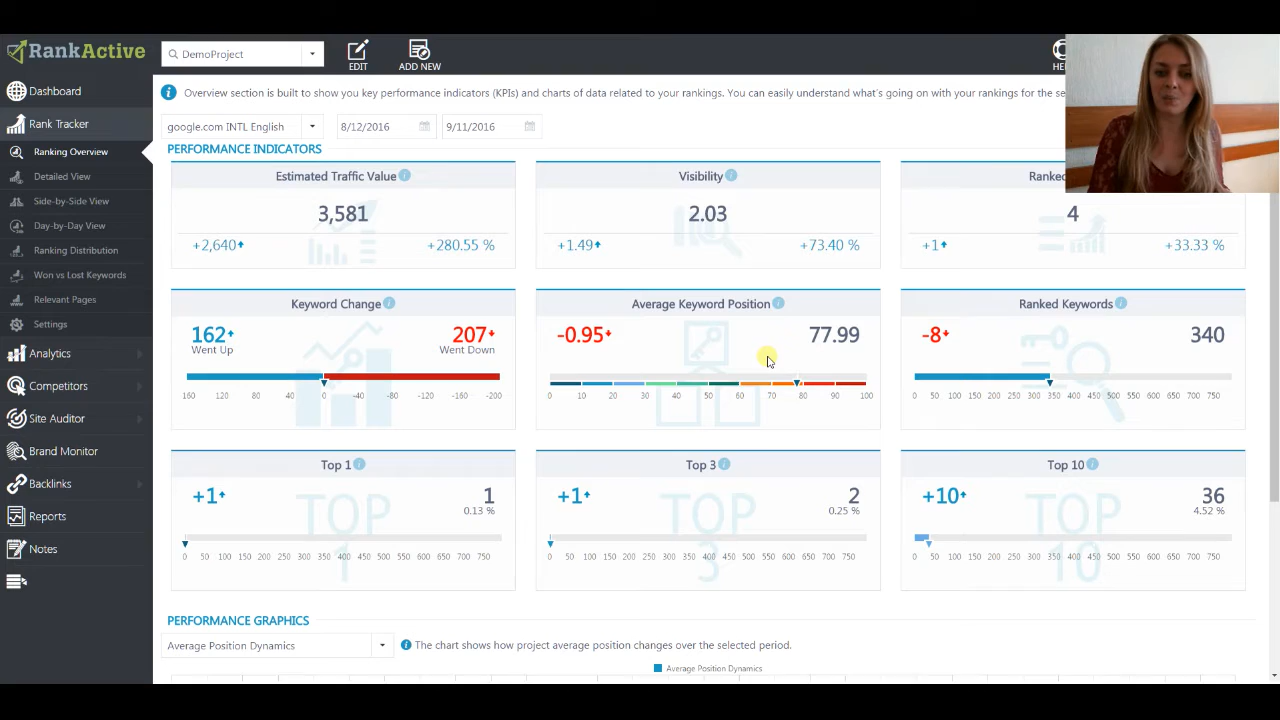 RankActive
DemoProject
EDIT
ADD NEW
HE
Dashboard
Rank Tracker
Ranking Overview
Detailed View
Side-by-Side View
Day-by-Day View
Ranking Distribution
Won vs Lost Keywords
Relevant Pages
Settings
Analytics
Competitors
Site Auditor
Brand Monitor
Backlinks
Reports
Notes
Overview section is built to show you key performance indicators (KPIs) and charts of data related to your rankings. You can easily understand what's going on with your rankings for the se
google.com INTL English 8/12/2016 9/11/2016
PERFORMANCE INDICATORS
Estimated Traffic Value
3,581
+2,640 +280.55 %
Visibility
2.03
+1.49 +73.40 %
Ranked
4
+1 +33.33 %
Keyword Change
162 207
Went Up Went Down
160 120 80 40 0 -40 -80 -120 -160 -200
Average Keyword Position
-0.95 77.99
0 10 20 30 40 50 60 70 80 90 100
Ranked Keywords
-8 340
0 50 100 150 200 250 300 350 400 450 500 550 600 650 700 750
Top 1
+1 1
0.13 %
TOP
1
0 50 100 150 200 250 300 350 400 450 500 550 600 650 700 750
Top 3
+1 2
0.25 %
TOP
3
0 50 100 150 200 250 300 350 400 450 500 550 600 650 700 750
Top 10
+10 36
4.52 %
TOP
10
0 50 100 150 200 250 300 350 400 450 500 550 600 650 700 750
PERFORMANCE GRAPHICS
Average Position Dynamics
The chart shows how project average position changes over the selected period.
Average Position Dynamics